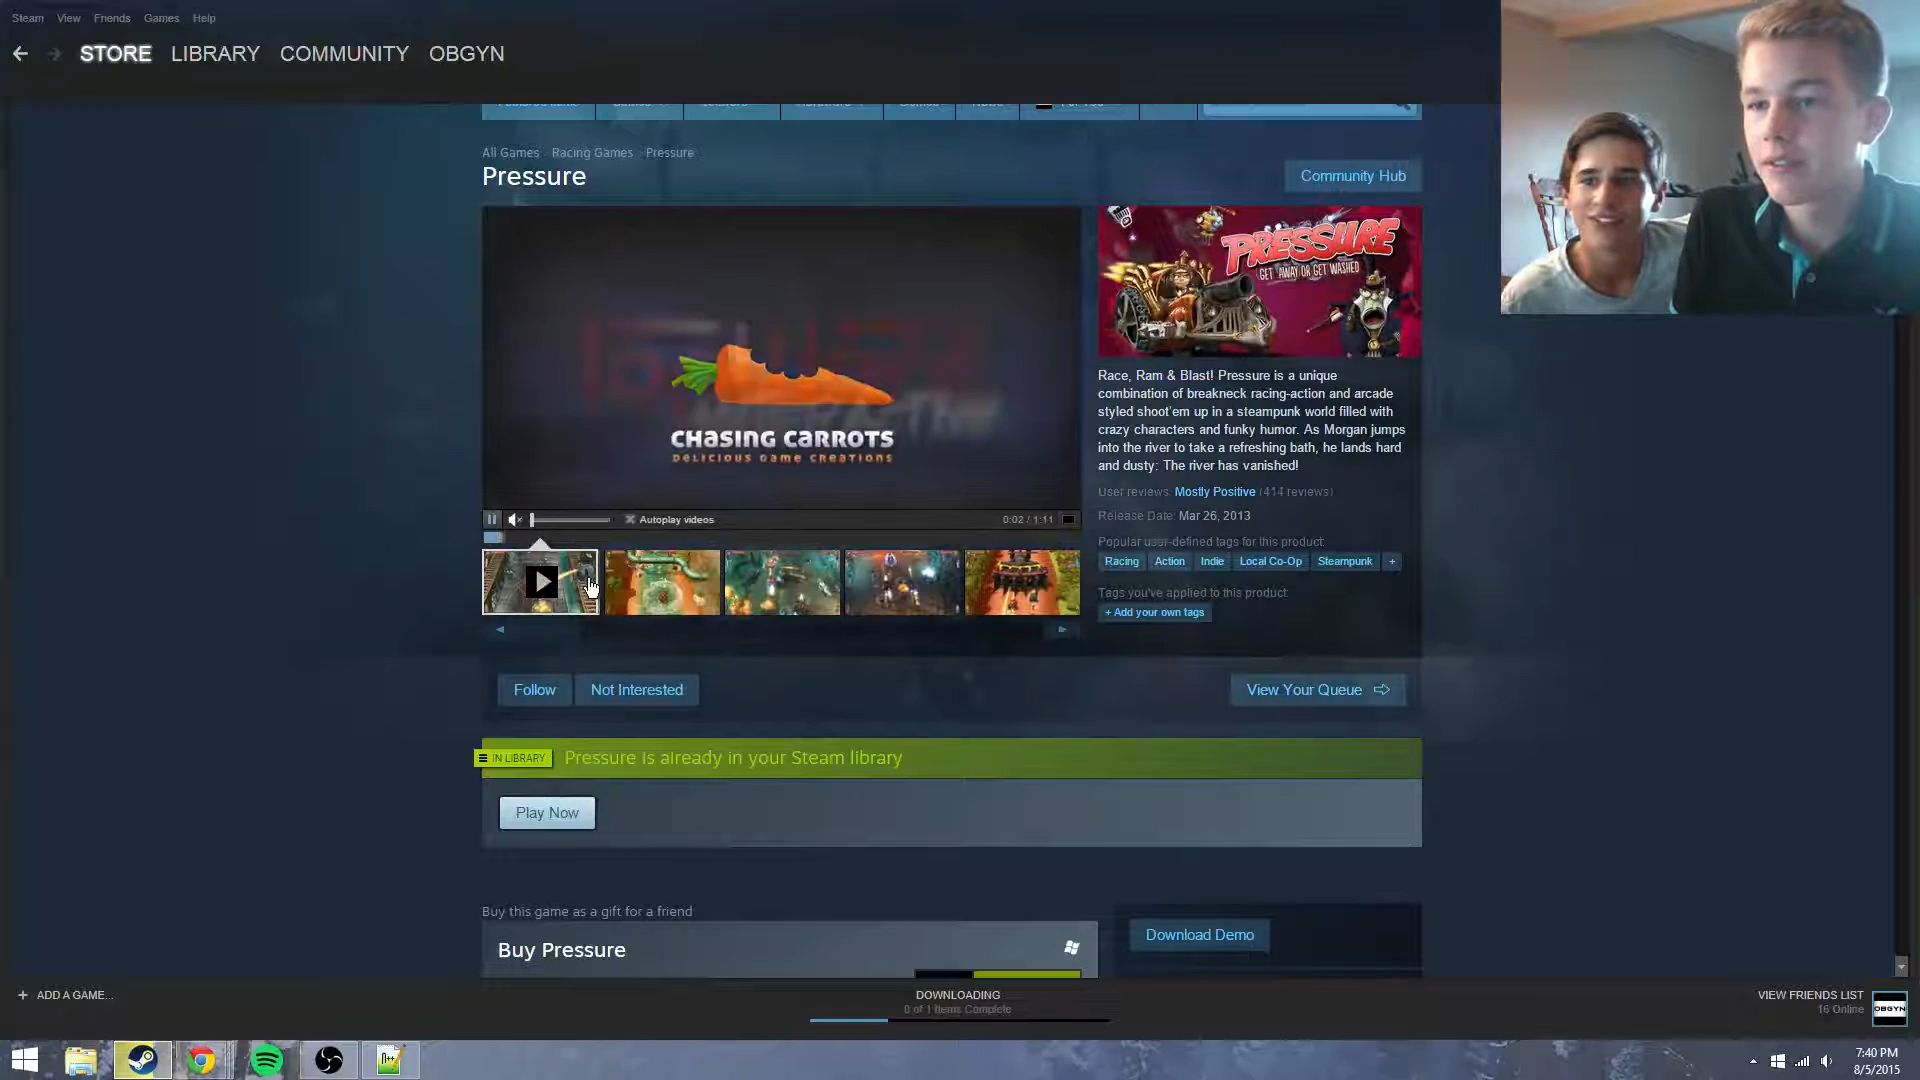 Steam View Friends Games Help
STORE LIBRARY COMMUNITY OBGYN
All Games Racing Games Pressure
Pressure
Community Hub
CHASING CARROTS
DELICIOUS GAME CREATIONS
PRESSURE
GET AWAY OR GET WASHED
Race, Ram & Blast! Pressure is a unique
combination of breakneck racing-action and arcade
styled shoot'em up in a steampunk world filled with
crazy characters and funky humor. As Morgan jumps
into the river to take a refreshing bath, he lands hard
and dusty: The river has vanished!
User reviews: Mostly Positive (414 reviews)
Release Date: Mar 26, 2013
Popular user-defined tags for this product:
Racing Action Indie Local Co-Op Steampunk +
Tags you've applied to this product:
+ Add your own tags
Autoplay videos 0:02 / 1:11
Follow Not Interested View Your Queue
IN LIBRARY Pressure is already in your Steam library
Play Now
Buy this game as a gift for a friend
Buy Pressure
Download Demo
+ ADD A GAME...
DOWNLOADING
0 of 1 Items Complete
VIEW FRIENDS LIST
16 Online
OBGYN
7:40 PM
8/5/2015